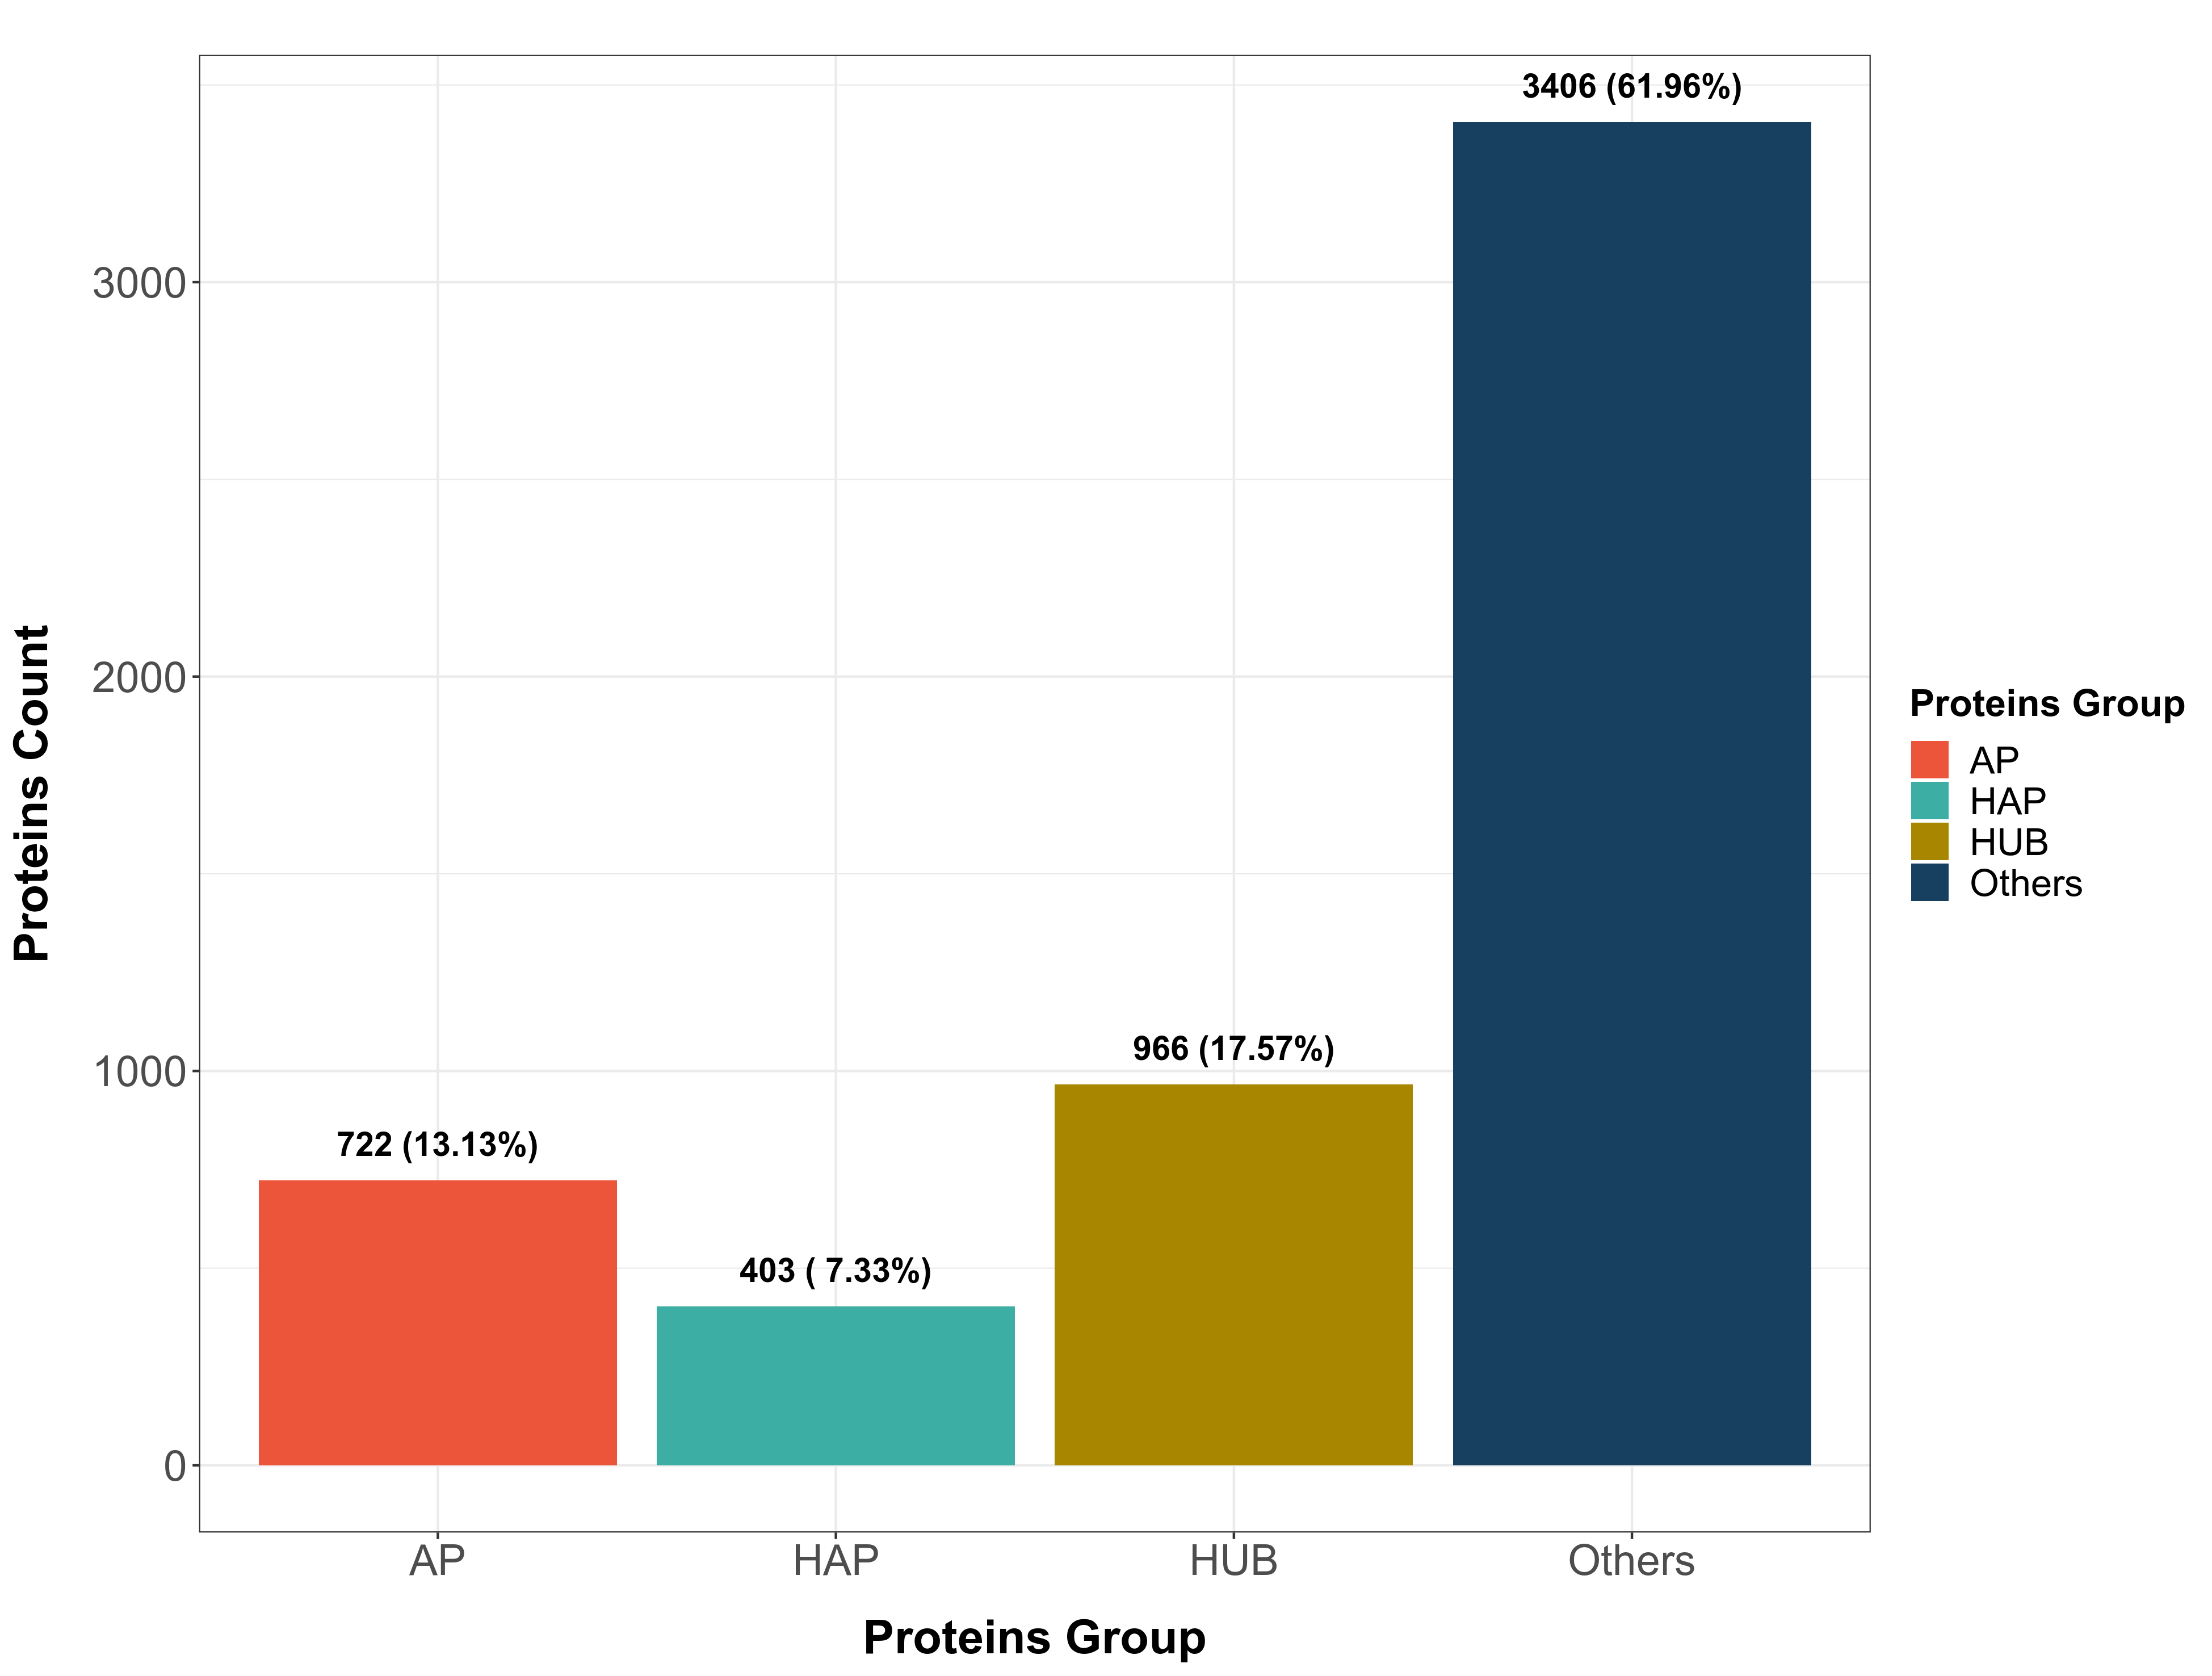 3406 (61.96%)
3000
2000
966 (17.57%)
1000
722 (13.13%)
403 ( 7.33%)
0
AP
HAP
HUB
Others
Proteins Group
Proteins Count
Proteins Group
AP
HAP
HUB
Others